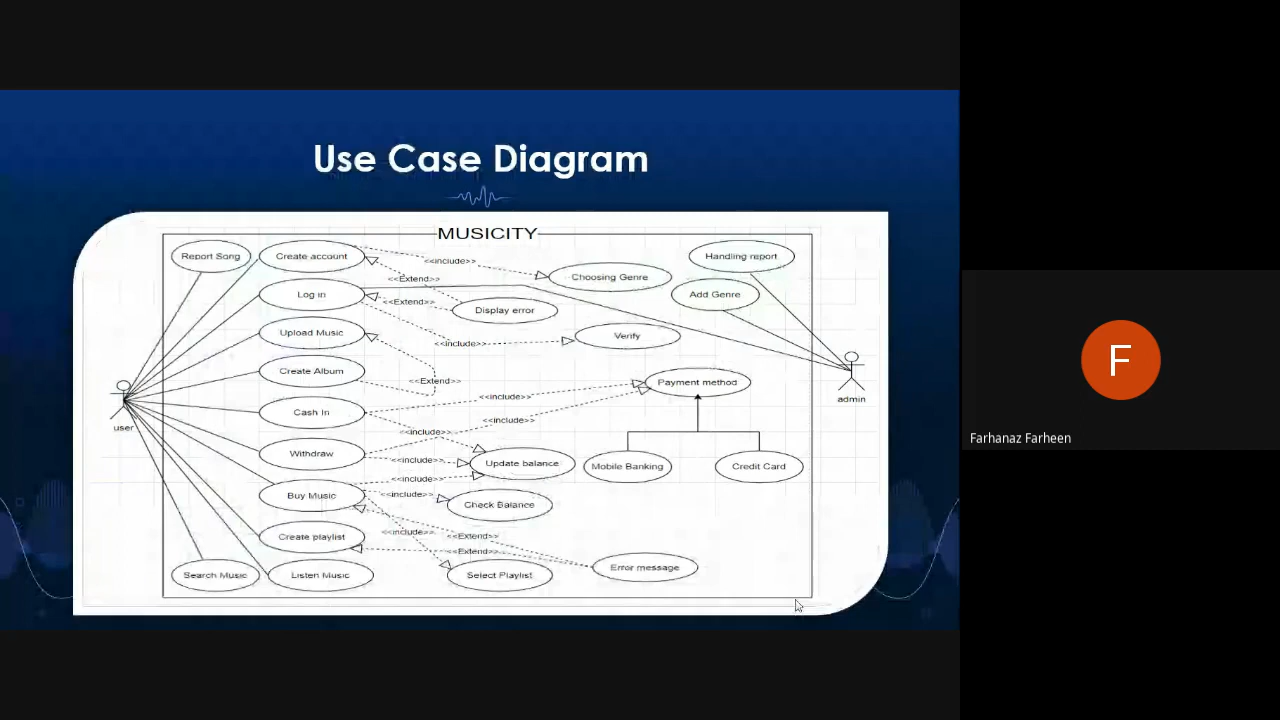 Use Case Diagram
MUSICITY
Report Song
Create account
<<include>>
Handling report
Choosing Genre
<<Extend>>
Log in
<<Extend>>
Add Genre
Display error
Upload Music
<<include>>
Verify
Create Album
<<Extend>>
Payment method
<<include>>
user
admin
Cash In
<<include>>
<<include>>
Farhanaz Farheen
Withdraw
<<include>>
Update balance
Mobile Banking
Credit Card
<<include>>
Buy Music
<<include>>
Check Balance
Create playlist
<<include>>
<<Extend>>
<<Extend>>
Search Music
Listen Music
Select Playlist
Error message
F